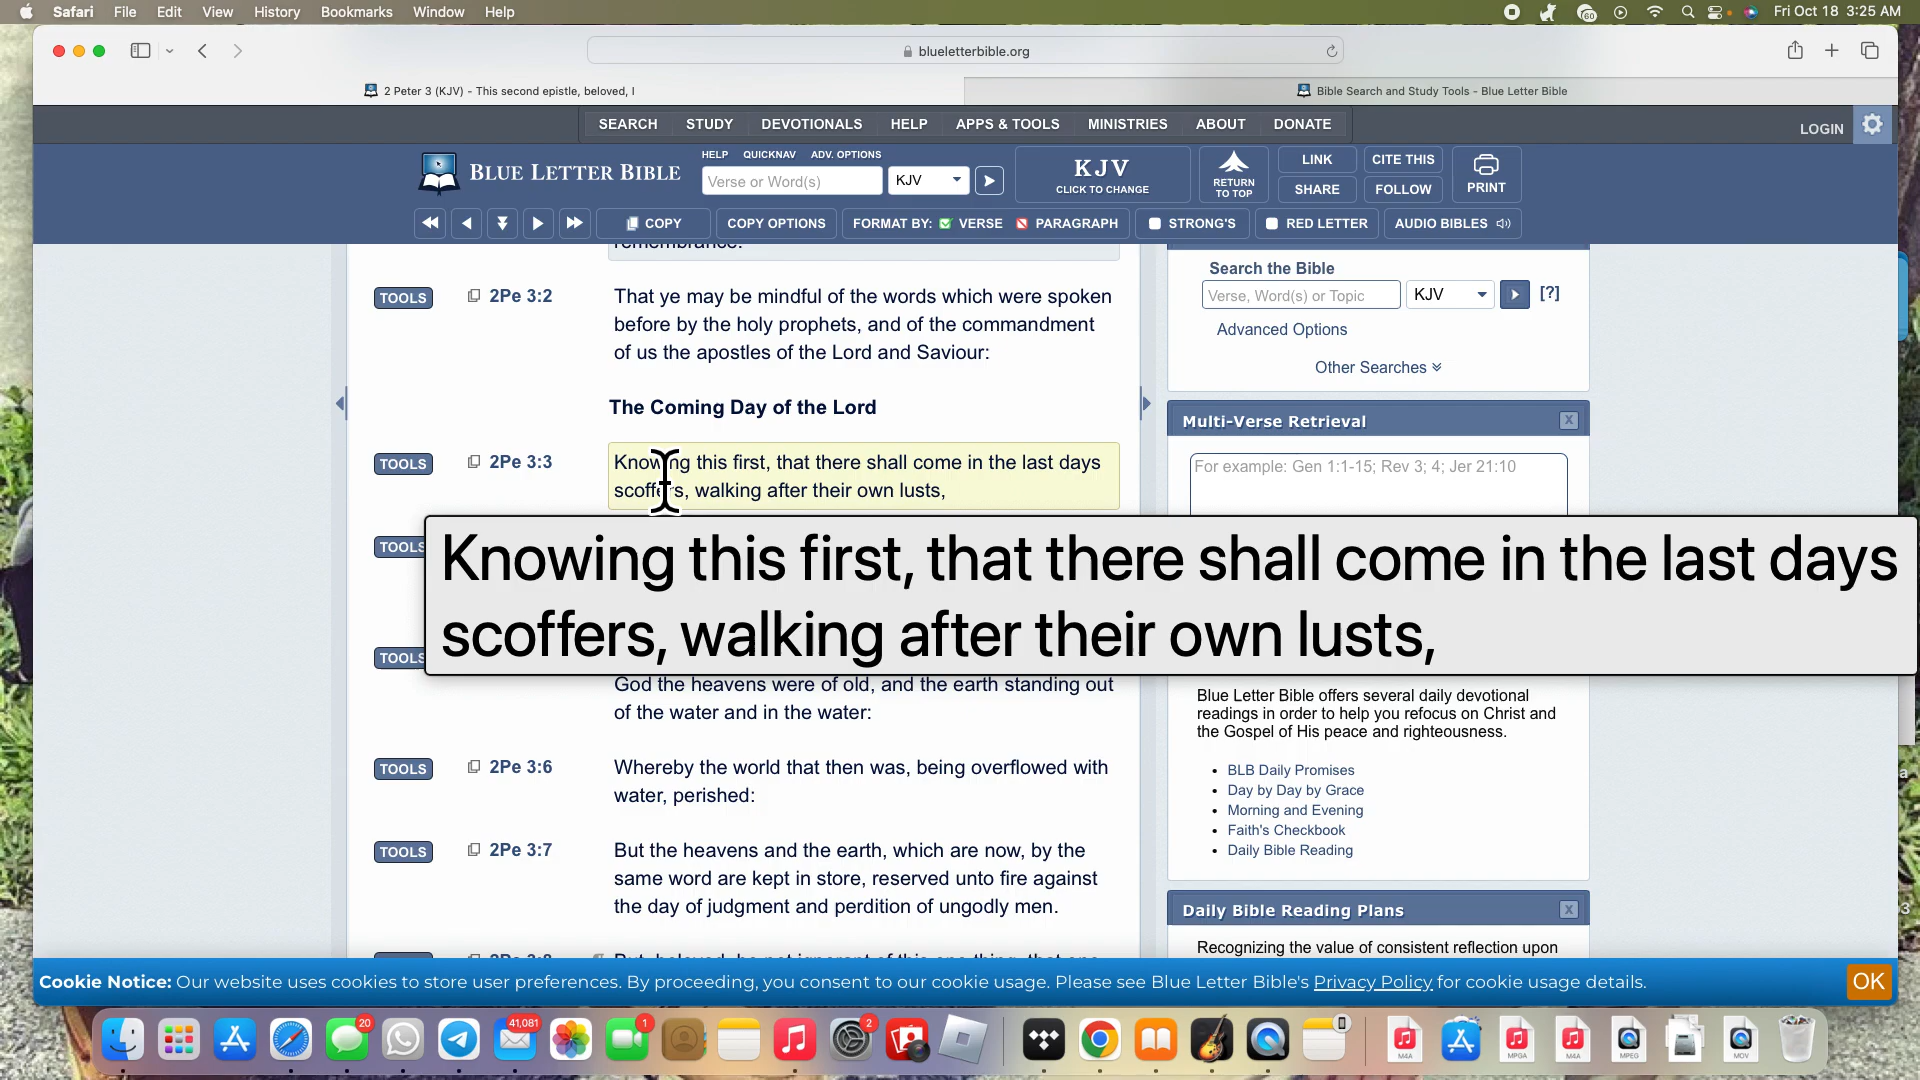 Safari File Edit View History Bookmarks Window Help
60
Fri Oct 18 3:25 AM
blueletterbible.org
2 Peter 3 (KJV) - This second epistle, beloved, I
Bible Search and Study Tools - Blue Letter Bible
SEARCH STUDY DEVOTIONALS HELP APPS & TOOLS MINISTRIES ABOUT DONATE
LOGIN
BLUE LETTER BIBLE
HELP QUICKNAV ADV. OPTIONS
Verse or Word(s)
KJV
KJV
CLICK TO CHANGE
RETURN
TO TOP
LINK
CITE THIS
SHARE
FOLLOW
PRINT
COPY
COPY OPTIONS
FORMAT BY: VERSE PARAGRAPH
STRONG'S
RED LETTER
AUDIO BIBLES
remembrance:
TOOLS 2Pe 3:2
That ye may be mindful of the words which were spoken
before by the holy prophets, and of the commandment
of us the apostles of the Lord and Saviour:
The Coming Day of the Lord
TOOLS 2Pe 3:3
Knowing this first, that there shall come in the last days
scoffers, walking after their own lusts,
TOOLS
Knowing this first, that there shall come in the last days
scoffers, walking after their own lusts,
TOOLS
God the heavens were of old, and the earth standing out
of the water and in the water:
TOOLS 2Pe 3:6
Whereby the world that then was, being overflowed with
water, perished:
TOOLS 2Pe 3:7
But the heavens and the earth, which are now, by the
same word are kept in store, reserved unto fire against
the day of judgment and perdition of ungodly men.
Search the Bible
Verse, Word(s) or Topic
KJV
[?]
Advanced Options
Other Searches
Multi-Verse Retrieval
X
For example: Gen 1:1-15; Rev 3; 4; Jer 21:10
Blue Letter Bible offers several daily devotional
readings in order to help you refocus on Christ and
the Gospel of His peace and righteousness.
BLB Daily Promises
Day by Day by Grace
Morning and Evening
Faith's Checkbook
Daily Bible Reading
Daily Bible Reading Plans
X
Recognizing the value of consistent reflection upon
Cookie Notice: Our website uses cookies to store user preferences. By proceeding, you consent to our cookie usage. Please see Blue Letter Bible's Privacy Policy for cookie usage details.
OK
20
41,081
1
2
M4A
MPGA
M4A
MPEG
MOV